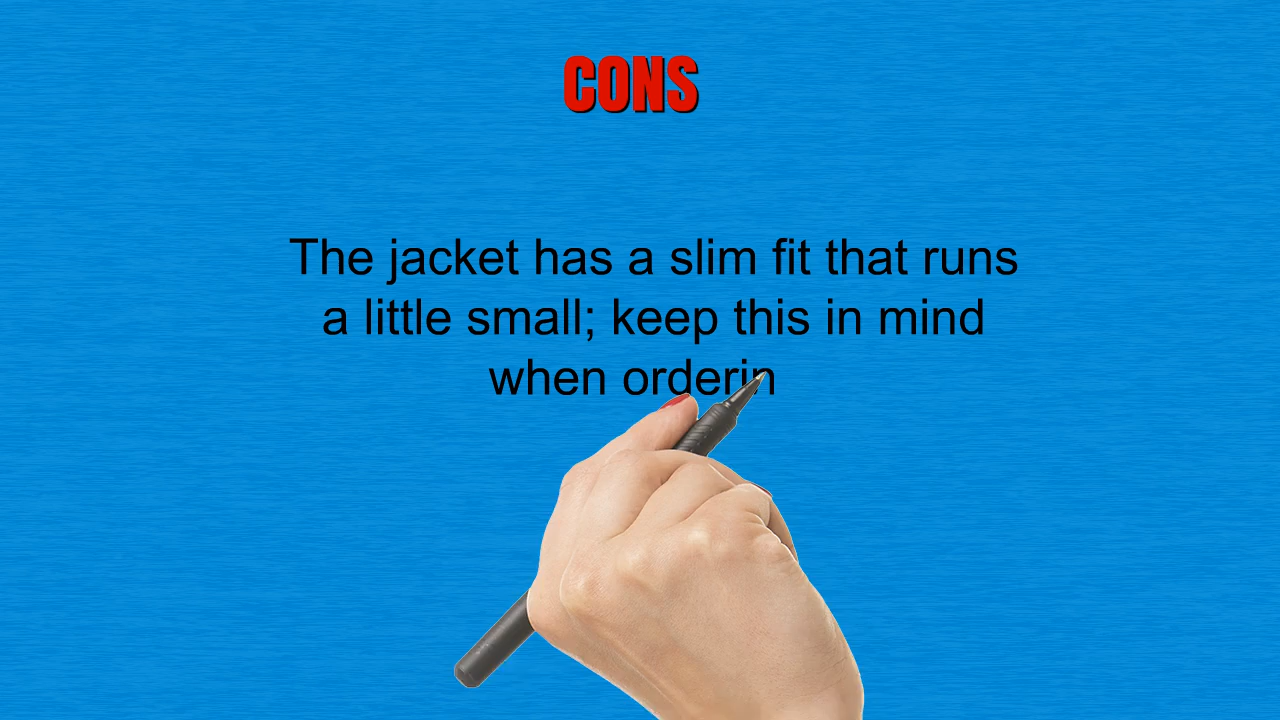 CONS
The jacket has a slim fit that runs
a little small; keep this in mind
when orderin